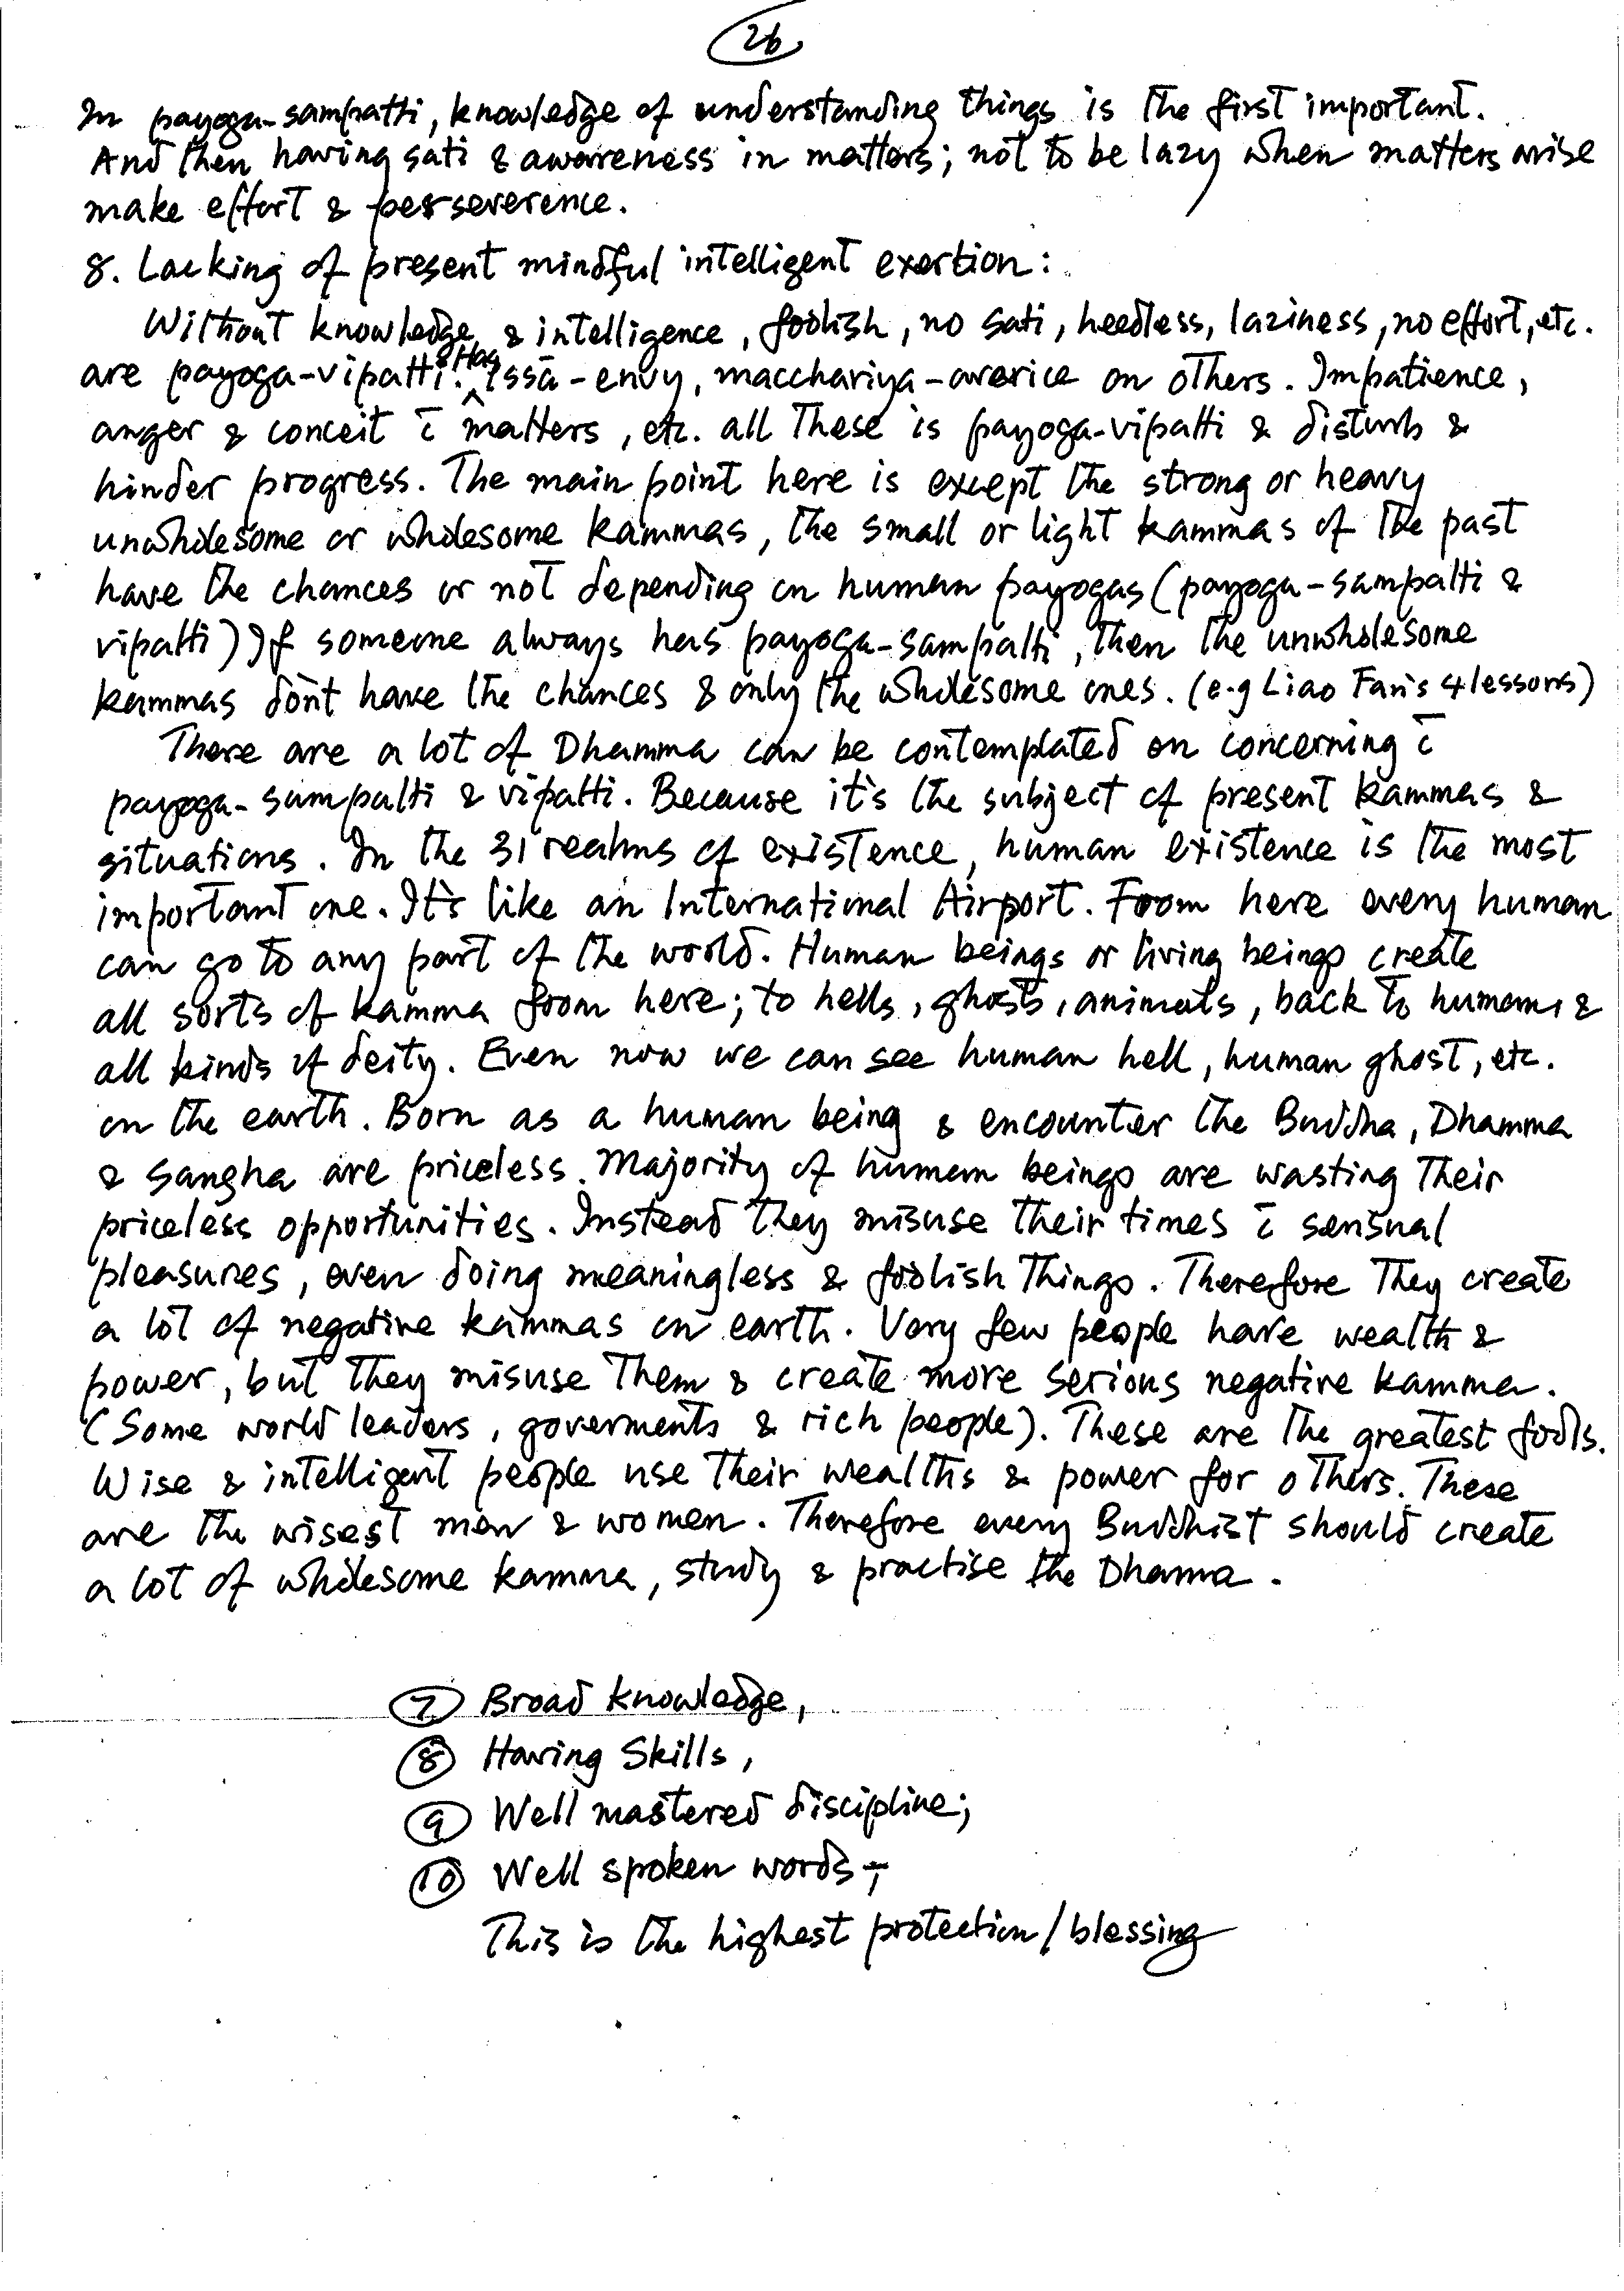 26
In payoga-sampatti, knowledge of understanding things is the first important.
And then having sati & awareness in matters; not to be lazy when matters arise
make effort & perseverence.
8. Lacking of present mindful intelligent exertion:
Without knowledge & intelligence, foolish, no sati, heedless, laziness, no effort, etc.
are payoga-vipatti. & Has issā-envy, macchariya-avarice on others. Impatience,
anger & conceit c̄ matters, etc. all these is payoga-vipatti & disturb &
hinder progress. The main point here is except the strong or heavy
unwholesome or wholesome kammas, the small or light kammas of the past
have the chances or not depending on human payogas (payoga-sampatti &
vipatti) If someone always has payoga-sampatti, then the unwholesome
kammas don't have the chances & only the wholesome ones. (e.g Liao Fan's 4 lessons)
There are a lot of Dhamma can be contemplated on concerning c̄
payoga-sampatti & vipatti. Because it's the subject of present kammas &
situations. In the 31 realms of existence, human existence is the most
important one. It's like an International Airport. From here every human
can go to any part of the world. Human beings or living beings create
all sorts of kamma from here; to hells, ghosts, animals, back to humans &
all kinds of deity. Even now we can see human hell, human ghost, etc.
on the earth. Born as a human being & encounter the Buddha, Dhamma
& Sangha are priceless. Majority of human beings are wasting their
priceless opportunities. Instead they misuse their times c̄ sensual
pleasures, even doing meaningless & foolish things. Therefore they create
a lot of negative kammas on earth. Very few people have wealth &
power, but they misuse them & create more serious negative kamma.
(Some world leaders, goverments & rich people). These are the greatest fools.
Wise & intelligent people use their wealths & power for others. These
are the wisest men & women. Therefore every Buddhist should create
a lot of wholesome kamma, study & practise the Dhamma.
⑦ Broad knowledge,
⑧ Having Skills,
⑨ Well mastered discipline;
⑩ Well spoken words-;
This is the highest protection/blessing